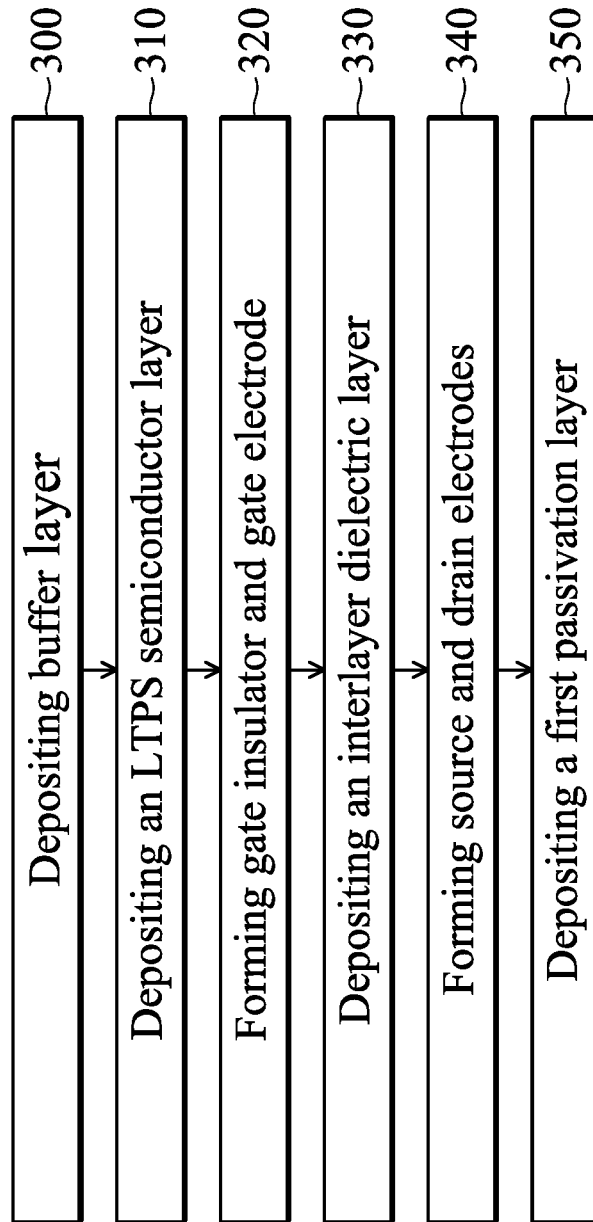 Depositing buffer layer ~300
Depositing an LTPS semiconductor layer ~310
Forming gate insulator and gate electrode ~320
Depositing an interlayer dielectric layer ~330
Forming source and drain electrodes ~340
Depositing a first passivation layer ~350